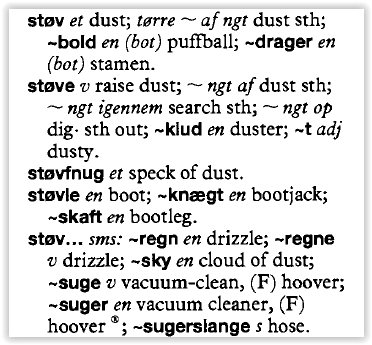 støv et dust; tørre ~ af ngt dust sth;
~bold en (bot) puffball; ~drager en
(bot) stamen.
støve v raise dust; ~ ngt af dust sth;
~ ngt igennem search sth; ~ ngt op
dig· sth out; ~klud en duster; ~t adj
dusty.
støvfnug et speck of dust.
støvle en boot; ~knægt en bootjack;
~skaft en bootleg.
støv... sms: ~regn en drizzle; ~regne
v drizzle; ~sky en cloud of dust;
~suge v vacuum-clean, (F) hoover;
~suger en vacuum cleaner, (F)
hoover ®; ~sugerslange s hose.